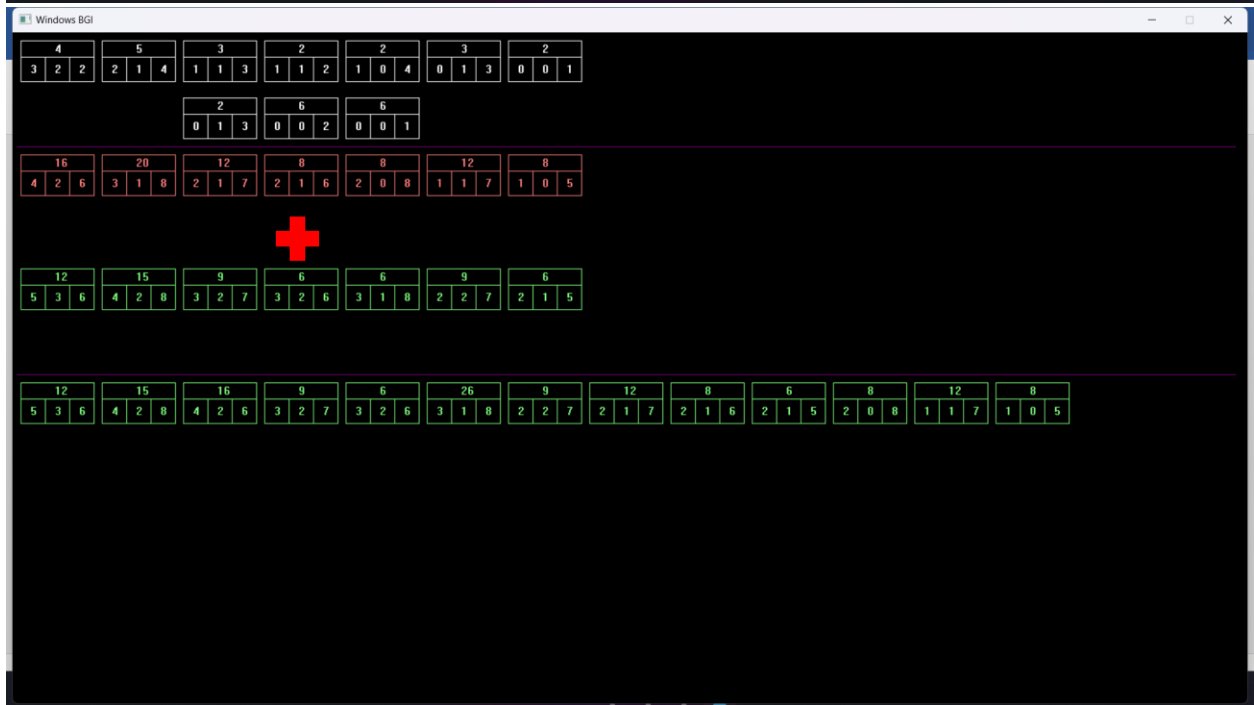 Windows BGI
4 5 3 2 2 3 2
3 2 2 2 1 4 1 1 3 1 1 2 1 0 4 0 1 3 0 0 1
2 6 6
0 1 3 0 0 2 0 0 1
16 20 12 8 8 12 8
4 2 6 3 1 8 2 1 7 2 1 6 2 0 8 1 1 7 1 0 5
12 15 9 6 6 9 6
5 3 6 4 2 8 3 2 7 3 2 6 3 1 8 2 2 7 2 1 5
12 15 16 9 6 26 9 12 8 6 8 12 8
5 3 6 4 2 8 4 2 6 3 2 7 3 2 6 3 1 8 2 2 7 2 1 7 2 1 6 2 1 5 2 0 8 1 1 7 1 0 5